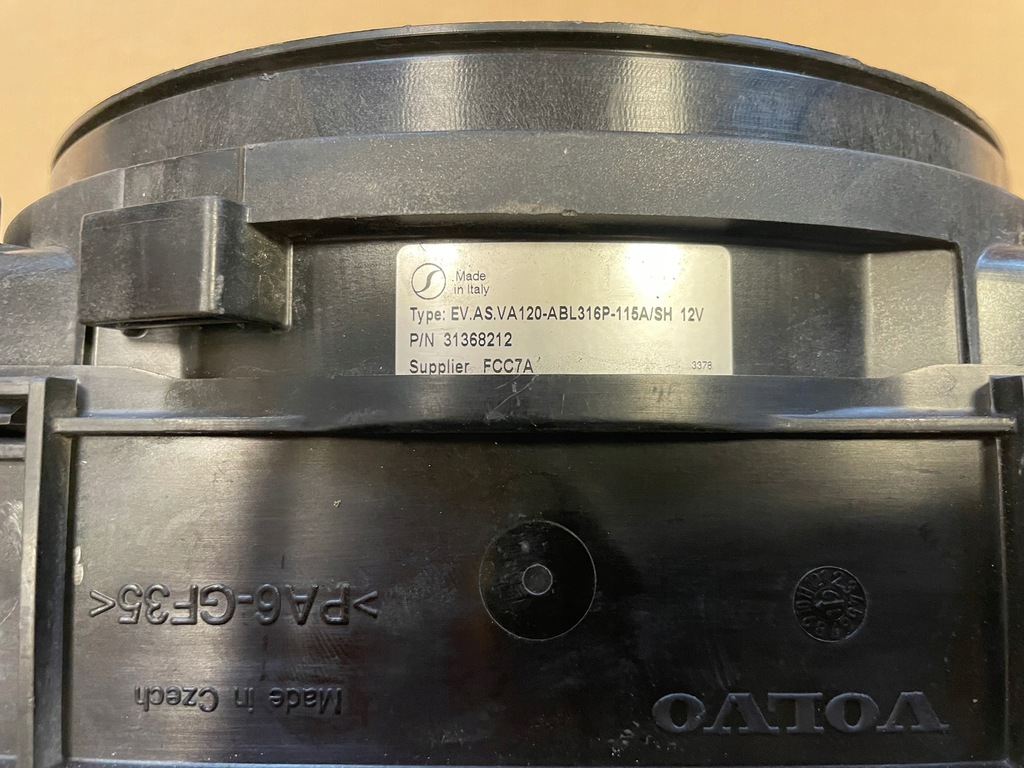 Made
in Italy
Type: EV.AS.VA120-ABL316P-115A/SH 12V
P/N 31368212
Supplier FCC7A
3378
>PA6-GF35<
Made in Czech
VOLVO